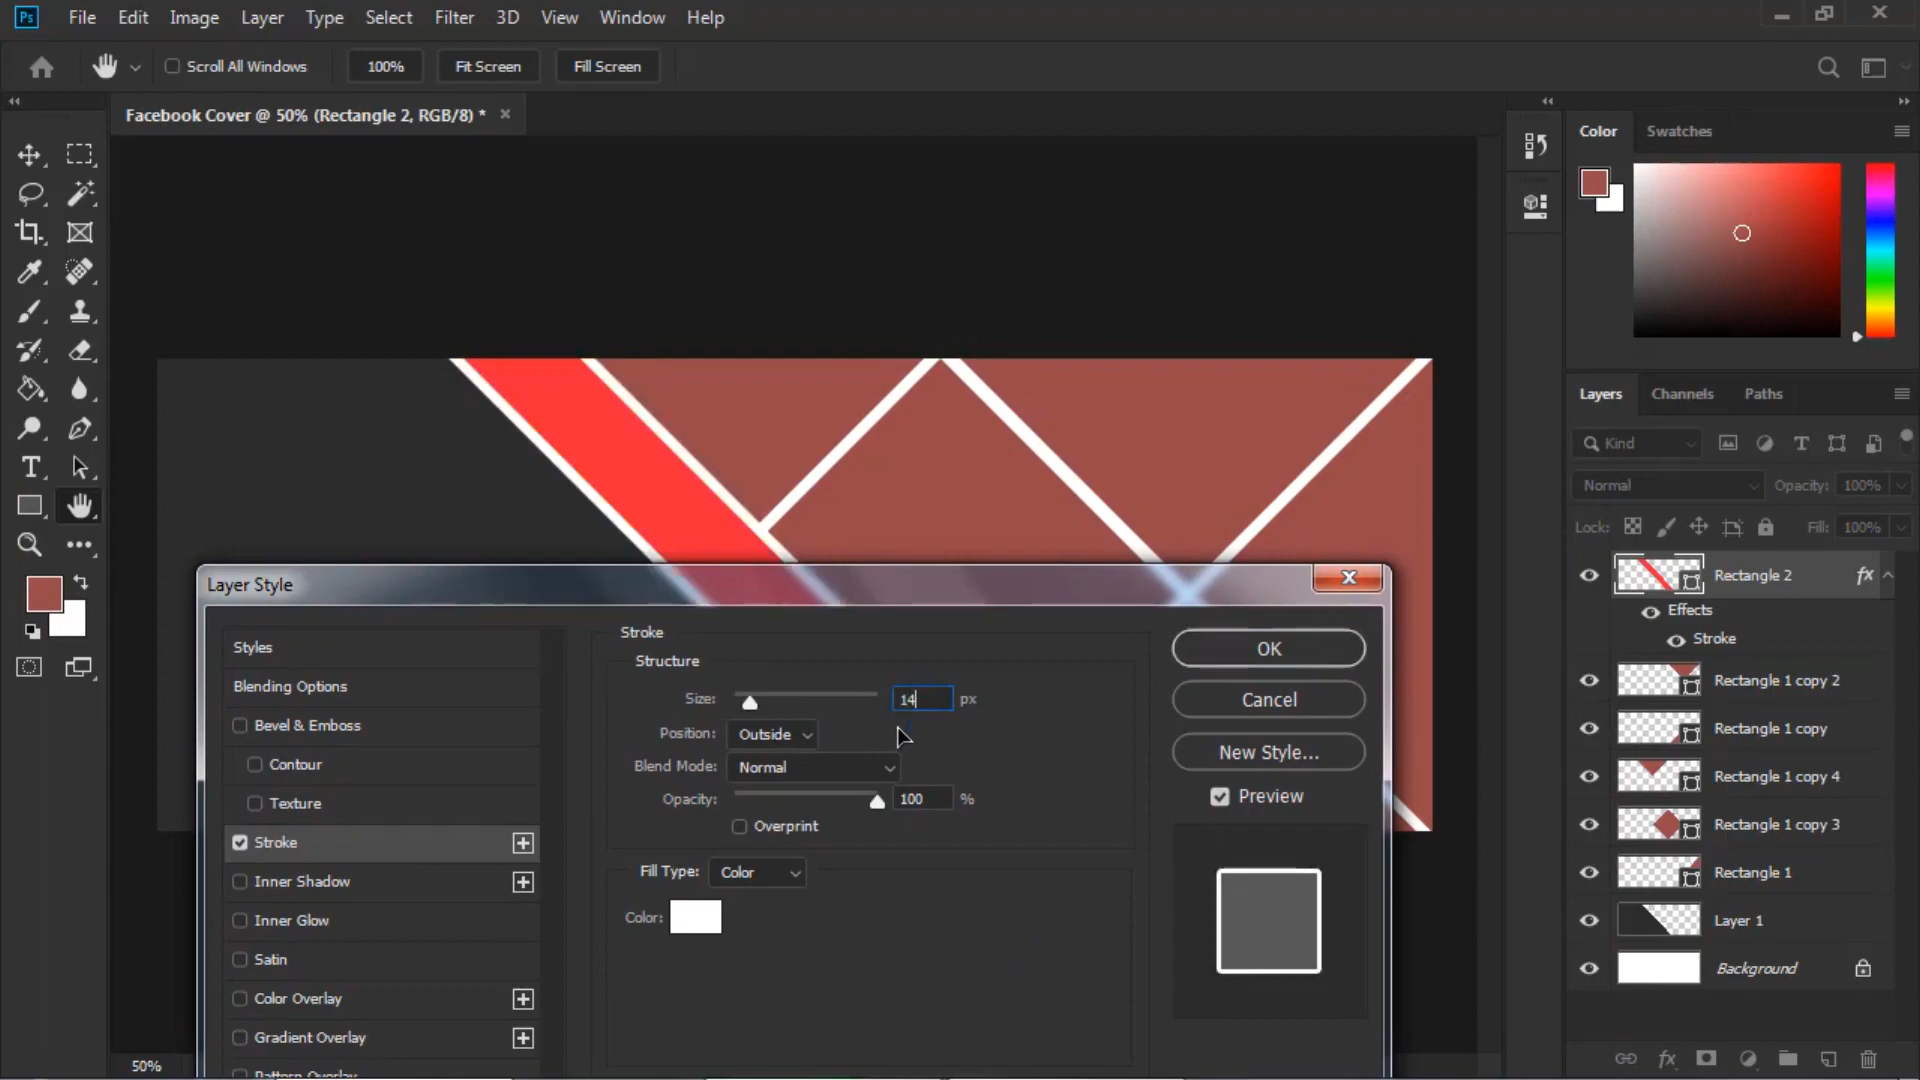 Ps File Edit Image Layer Type Select Filter 3D View Window Help
Scroll All Windows 100% Fit Screen Fill Screen
Facebook Cover @ 50% (Rectangle 2, RGB/8) *
Color Swatches
Layers Channels Paths
Kind
Normal Opacity: 100%
Lock: Fill: 100%
Rectangle 2 fx
Effects
Stroke
Rectangle 1 copy 2
Rectangle 1 copy
Rectangle 1 copy 4
Rectangle 1 copy 3
Rectangle 1
Layer 1
Background
fx
Layer Style
Styles
Blending Options
Bevel & Emboss
Contour
Texture
Stroke
Inner Shadow
Inner Glow
Satin
Color Overlay
Gradient Overlay
Pattern Overlay
Stroke
Structure
Size: 14 px
Position: Outside
Blend Mode: Normal
Opacity: 100 %
Overprint
Fill Type: Color
Color:
OK
Cancel
New Style...
Preview
50%